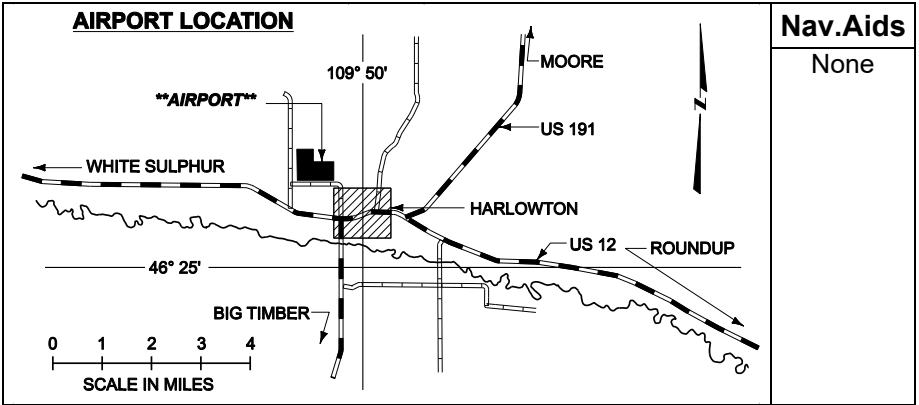 AIRPORT LOCATION
Nav.Aids
None
109° 50'
MOORE
**AIRPORT**
N
US 191
WHITE SULPHUR
HARLOWTON
US 12
ROUNDUP
46° 25'
BIG TIMBER
0 1 2 3 4
SCALE IN MILES